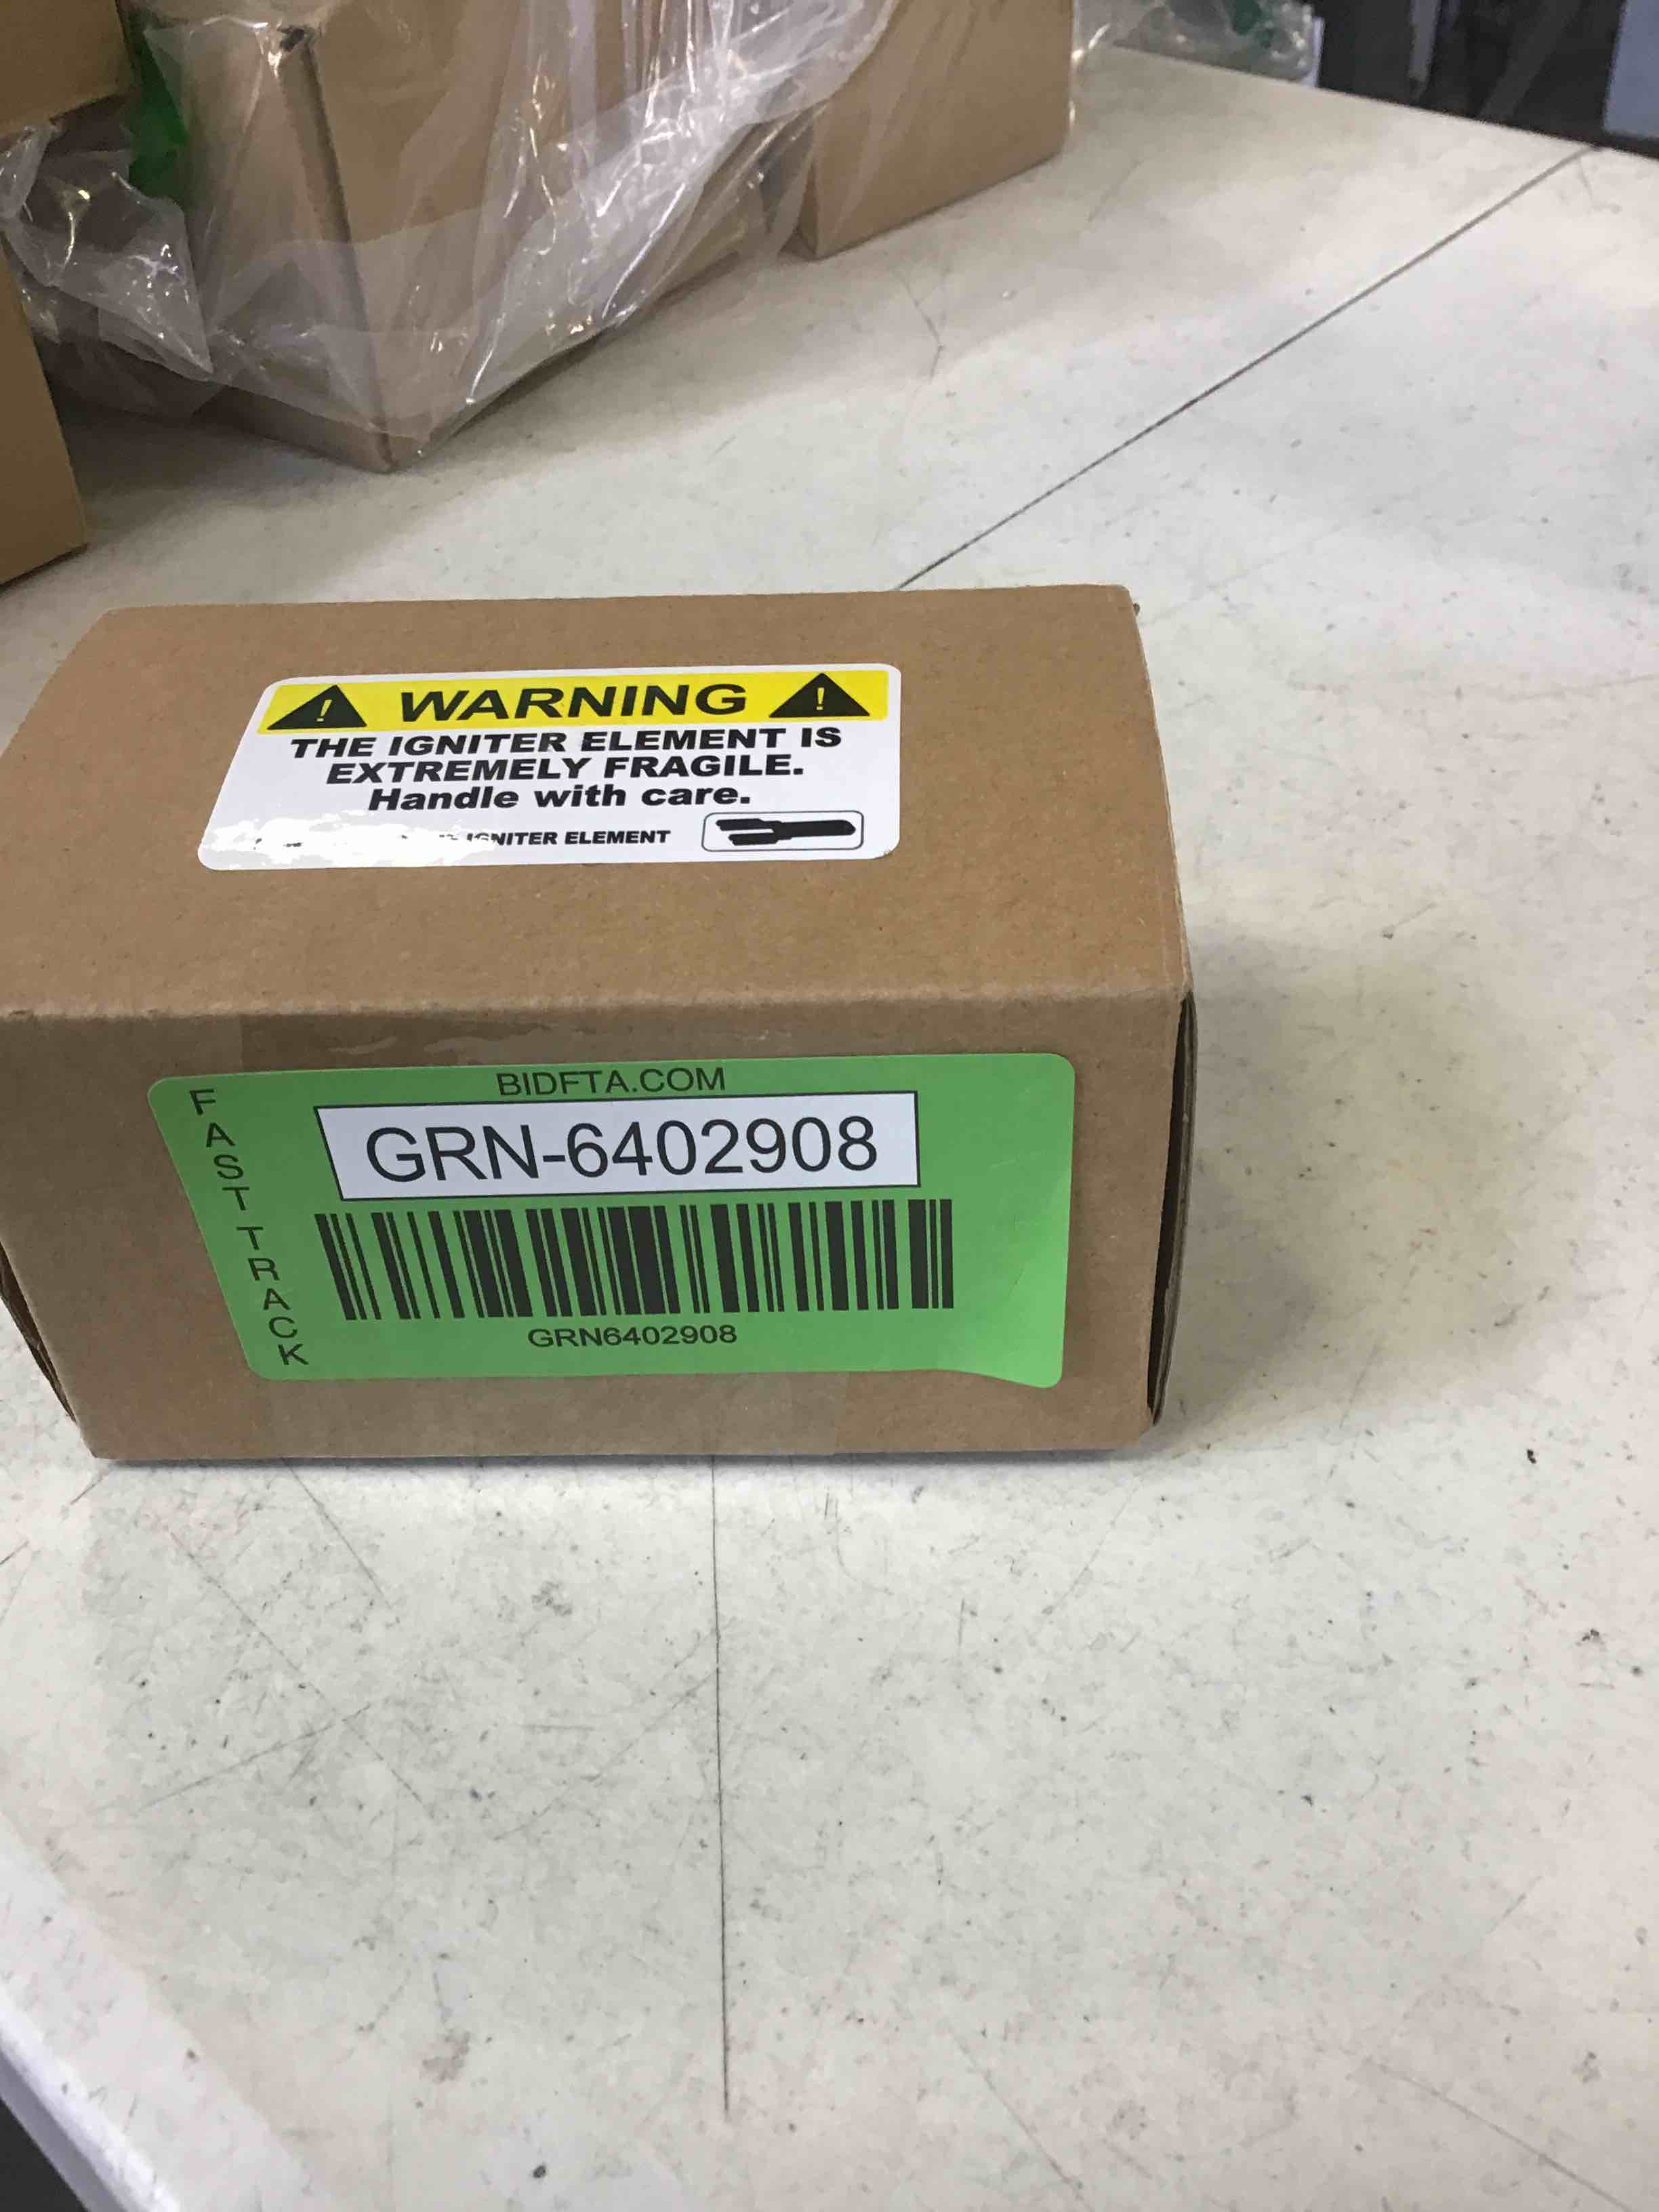 WARNING
THE IGNITER ELEMENT IS
EXTREMELY FRAGILE.
Handle with care.
IGNITER ELEMENT
BIDFTA.COM
FAST TRACK
GRN-6402908
GRN6402908